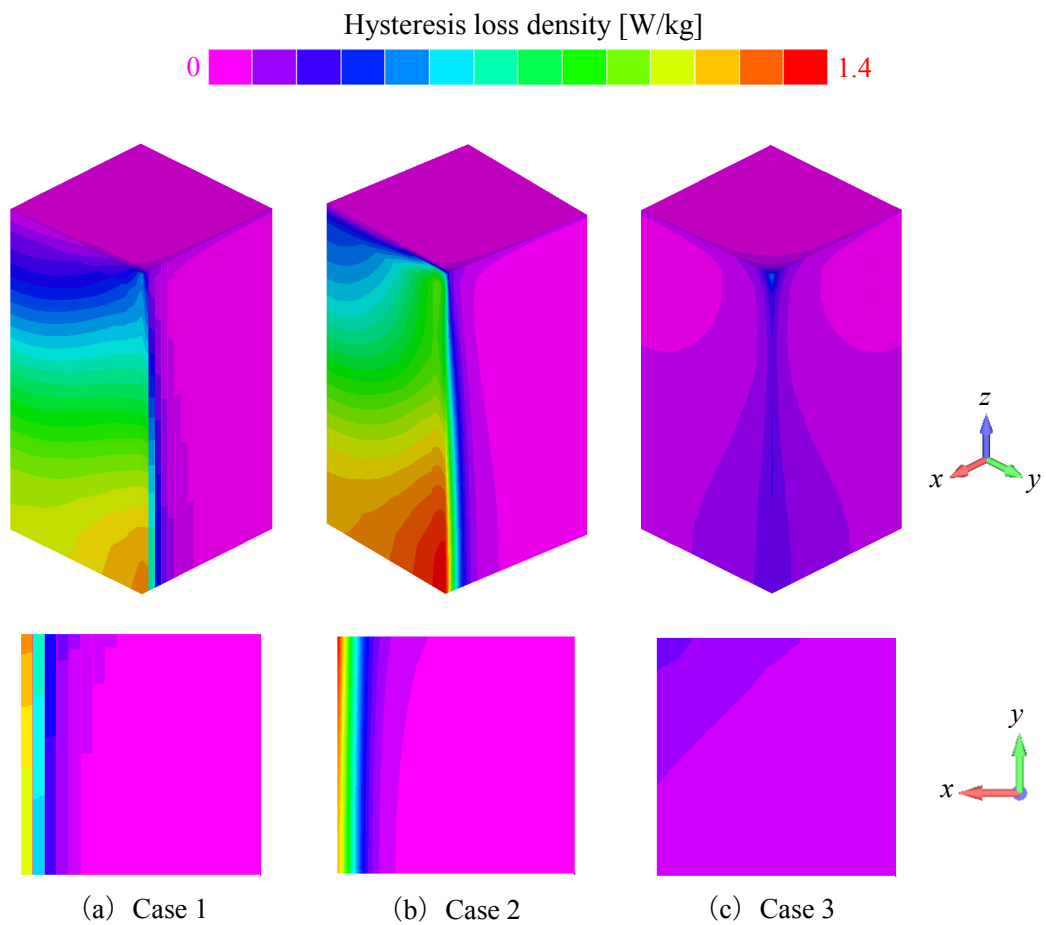 Hysteresis loss density [W/kg]
0 1.4
z
x y
y
x
(a) Case 1 (b) Case 2 (c) Case 3